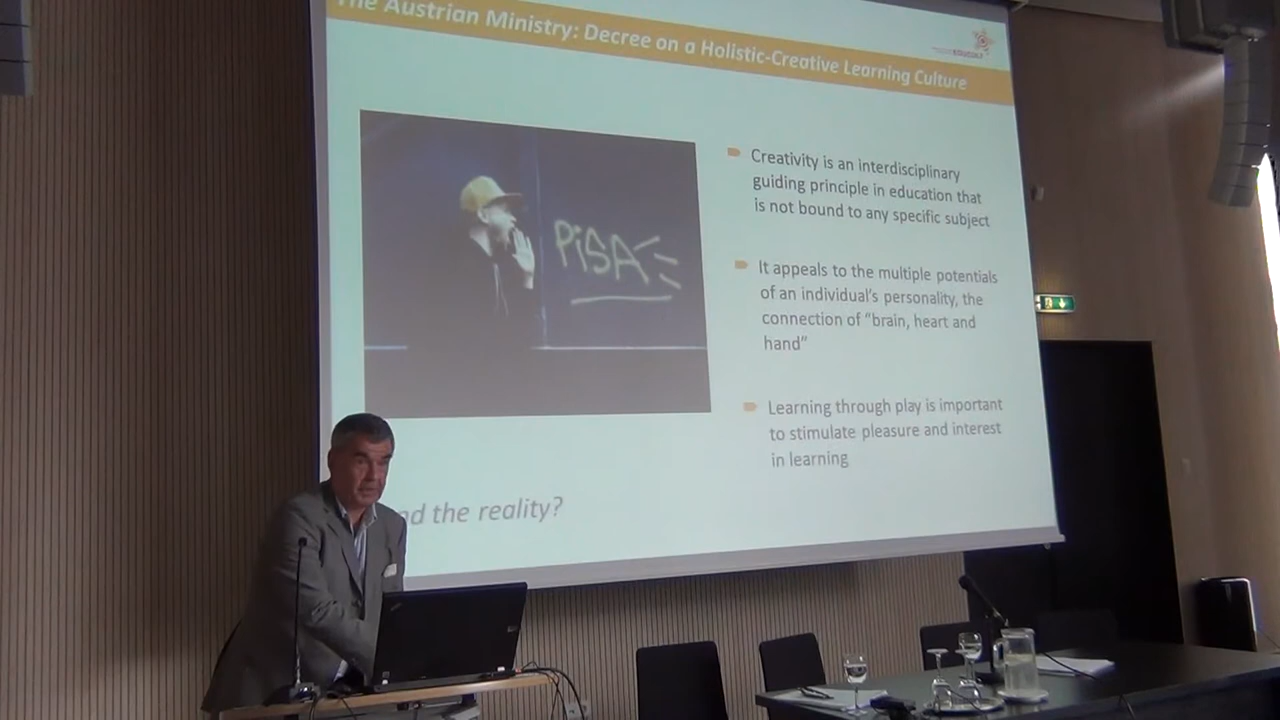 The Austrian Ministry: Decree on a Holistic-Creative Learning Culture
EDUCULT
PiSA
Creativity is an interdisciplinary
guiding principle in education that
is not bound to any specific subject
It appeals to the multiple potentials
of an individual's personality, the
connection of “brain, heart and
hand”
Learning through play is important
to stimulate pleasure and interest
in learning
nd the reality?